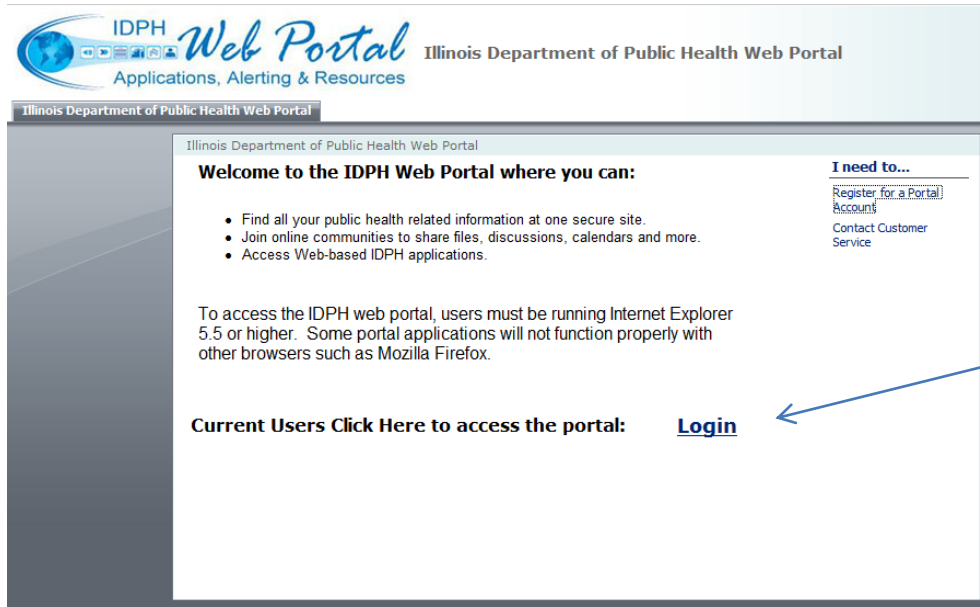 IDPH
Web Portal
Applications, Alerting & Resources
Illinois Department of Public Health Web Portal
Illinois Department of Public Health Web Portal
Illinois Department of Public Health Web Portal
Welcome to the IDPH Web Portal where you can:
• Find all your public health related information at one secure site.
• Join online communities to share files, discussions, calendars and more.
• Access Web-based IDPH applications.
To access the IDPH web portal, users must be running Internet Explorer
5.5 or higher.  Some portal applications will not function properly with
other browsers such as Mozilla Firefox.
Current Users Click Here to access the portal: Login
I need to...
Register for a Portal
Account
Contact Customer
Service